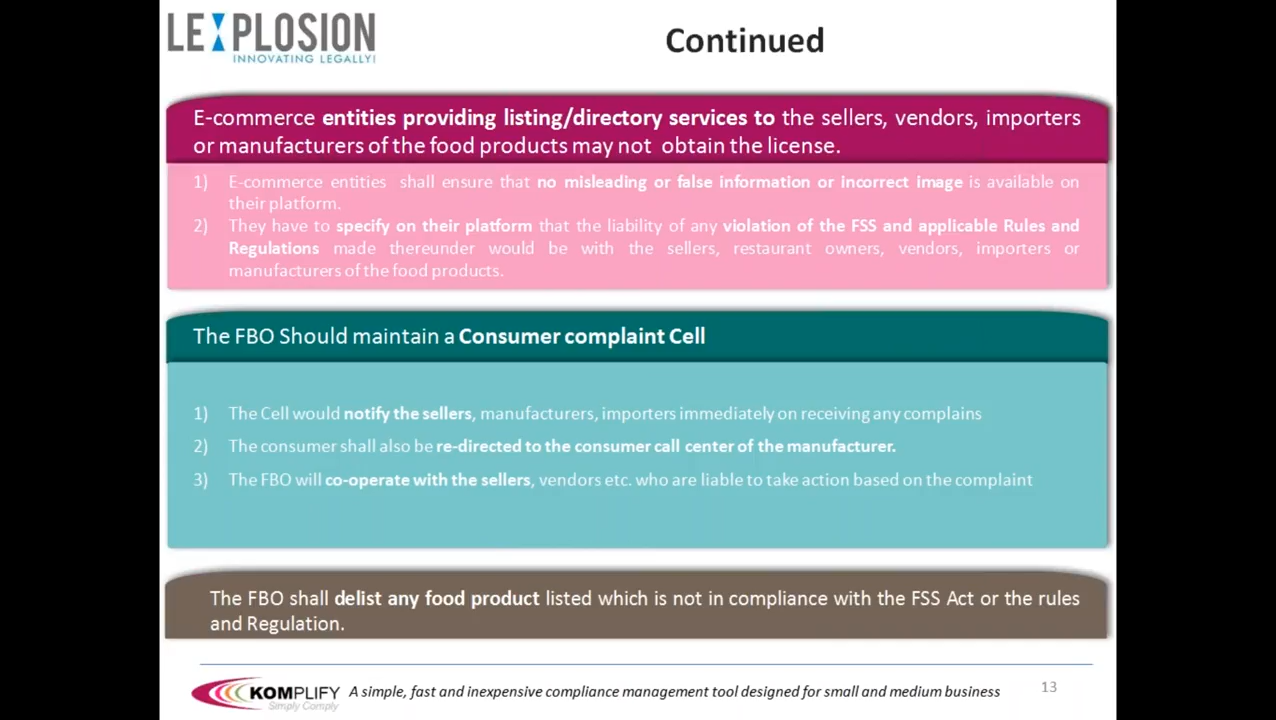 LEXPLOSION
INNOVATING LEGALLY!
Continued
E-commerce entities providing listing/directory services to the sellers, vendors, importers
or manufacturers of the food products may not obtain the license.
1) E-commerce entities shall ensure that no misleading or false information or incorrect image is available on
their platform.
2) They have to specify on their platform that the liability of any violation of the FSS and applicable Rules and
Regulations made thereunder would be with the sellers, restaurant owners, vendors, importers or
manufacturers of the food products.
The FBO Should maintain a Consumer complaint Cell
1) The Cell would notify the sellers, manufacturers, importers immediately on receiving any complains
2) The consumer shall also be re-directed to the consumer call center of the manufacturer.
3) The FBO will co-operate with the sellers, vendors etc. who are liable to take action based on the complaint
The FBO shall delist any food product listed which is not in compliance with the FSS Act or the rules
and Regulation.
KOMPLIFY
Simply Comply
A simple, fast and inexpensive compliance management tool designed for small and medium business
13